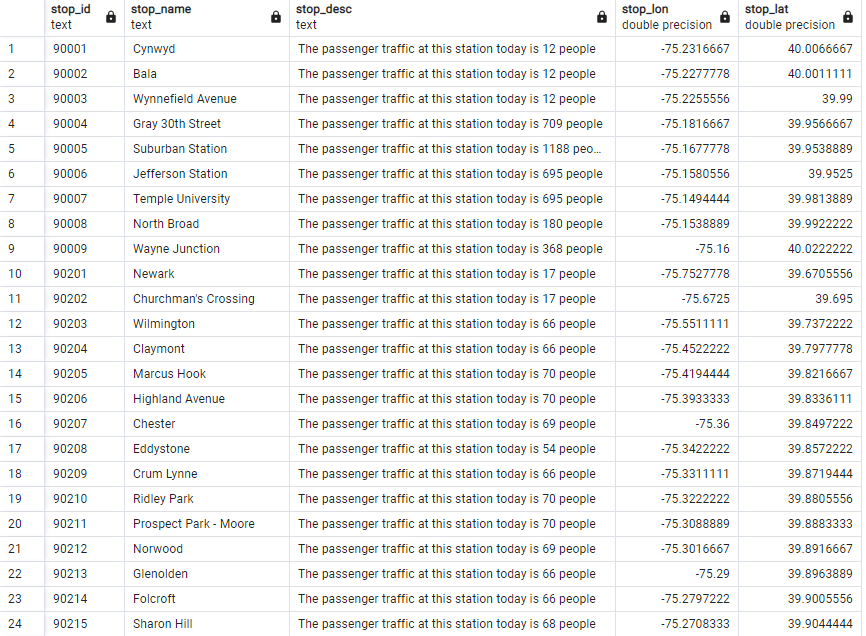 stop_id stop_name stop_desc stop_lon stop_lat
text text text double precision double precision
1 90001 Cynwyd The passenger traffic at this station today is 12 people -75.2316667 40.0066667
2 90002 Bala The passenger traffic at this station today is 12 people -75.2277778 40.0011111
3 90003 Wynnefield Avenue The passenger traffic at this station today is 12 people -75.2255556 39.99
4 90004 Gray 30th Street The passenger traffic at this station today is 709 people -75.1816667 39.9566667
5 90005 Suburban Station The passenger traffic at this station today is 1188 peo... -75.1677778 39.9538889
6 90006 Jefferson Station The passenger traffic at this station today is 695 people -75.1580556 39.9525
7 90007 Temple University The passenger traffic at this station today is 695 people -75.1494444 39.9813889
8 90008 North Broad The passenger traffic at this station today is 180 people -75.1538889 39.9922222
9 90009 Wayne Junction The passenger traffic at this station today is 368 people -75.16 40.0222222
10 90201 Newark The passenger traffic at this station today is 17 people -75.7527778 39.6705556
11 90202 Churchman's Crossing The passenger traffic at this station today is 17 people -75.6725 39.695
12 90203 Wilmington The passenger traffic at this station today is 66 people -75.5511111 39.7372222
13 90204 Claymont The passenger traffic at this station today is 66 people -75.4522222 39.7977778
14 90205 Marcus Hook The passenger traffic at this station today is 70 people -75.4194444 39.8216667
15 90206 Highland Avenue The passenger traffic at this station today is 70 people -75.3933333 39.8336111
16 90207 Chester The passenger traffic at this station today is 69 people -75.36 39.8497222
17 90208 Eddystone The passenger traffic at this station today is 54 people -75.3422222 39.8572222
18 90209 Crum Lynne The passenger traffic at this station today is 66 people -75.3311111 39.8719444
19 90210 Ridley Park The passenger traffic at this station today is 70 people -75.3222222 39.8805556
20 90211 Prospect Park - Moore The passenger traffic at this station today is 70 people -75.3088889 39.8883333
21 90212 Norwood The passenger traffic at this station today is 69 people -75.3016667 39.8916667
22 90213 Glenolden The passenger traffic at this station today is 66 people -75.29 39.8963889
23 90214 Folcroft The passenger traffic at this station today is 66 people -75.2797222 39.9005556
24 90215 Sharon Hill The passenger traffic at this station today is 68 people -75.2708333 39.9044444